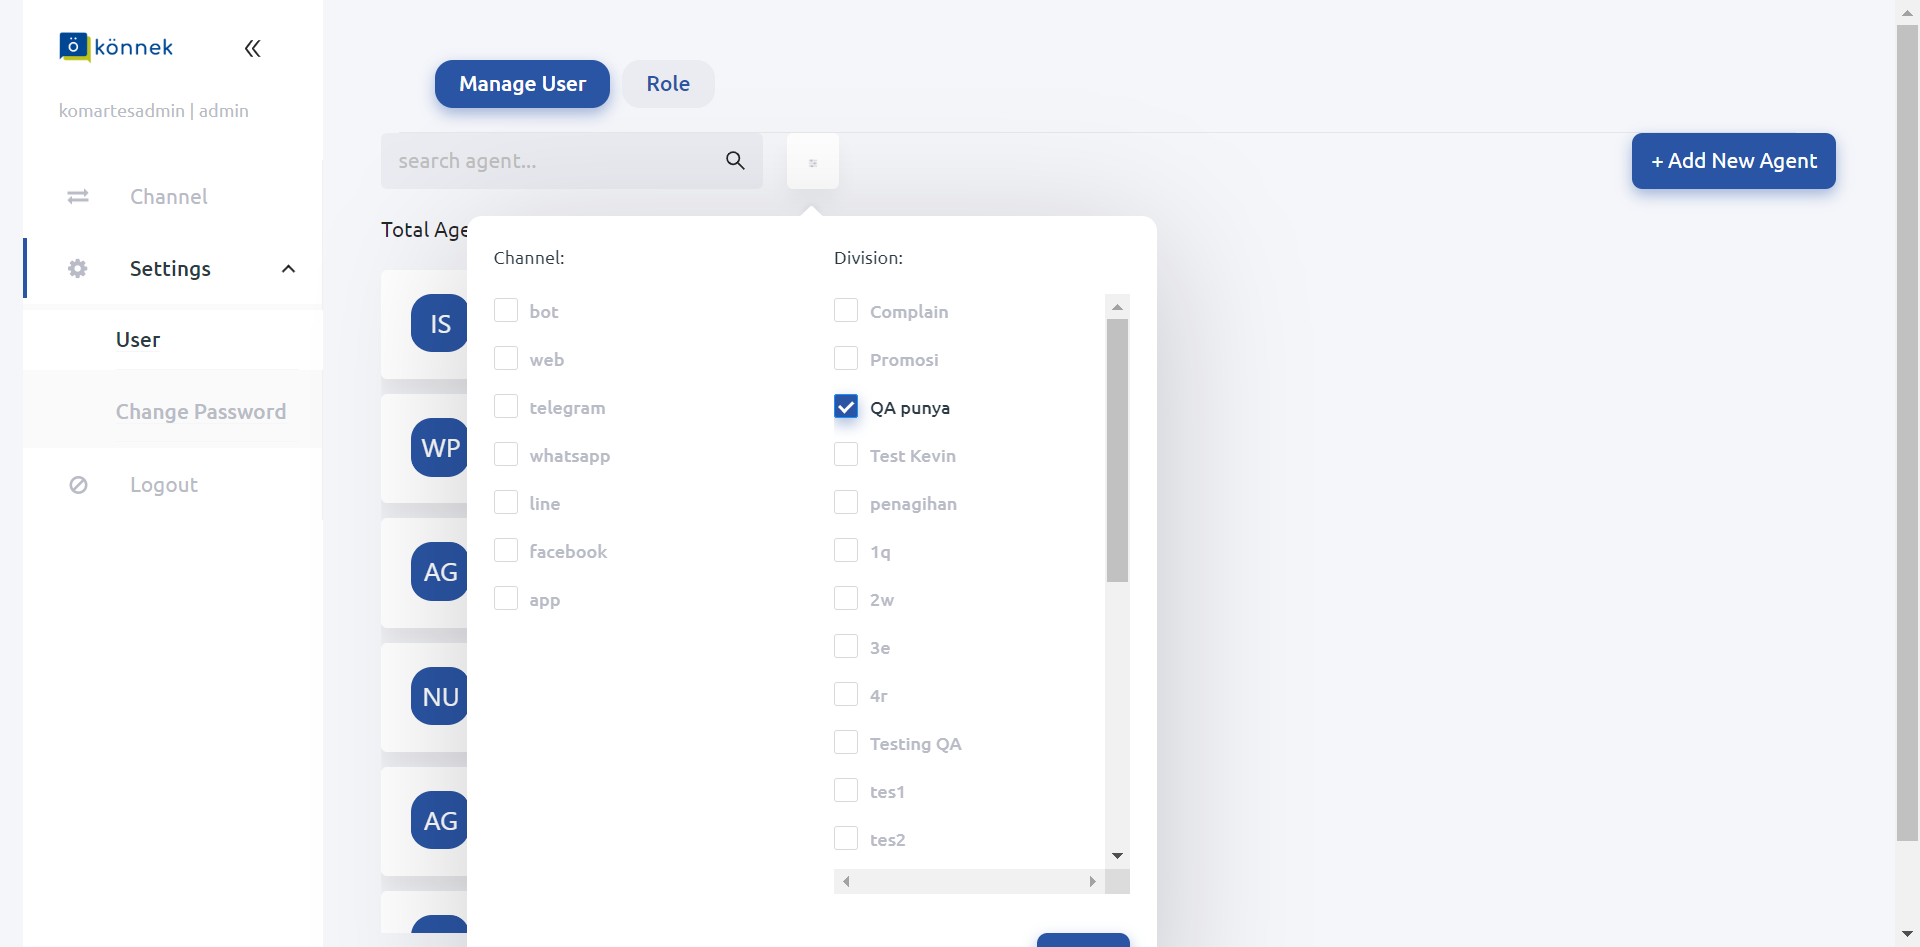 könnek
komartesadmin | admin
Channel
Settings
User
Change Password
Logout
Manage User
Role
search agent...
+ Add New Agent
Total Age
IS
WP
AG
NU
AG
Channel:
bot
web
telegram
whatsapp
line
facebook
app
Division:
Complain
Promosi
QA punya
Test Kevin
penagihan
1q
2w
3e
4r
Testing QA
tes1
tes2